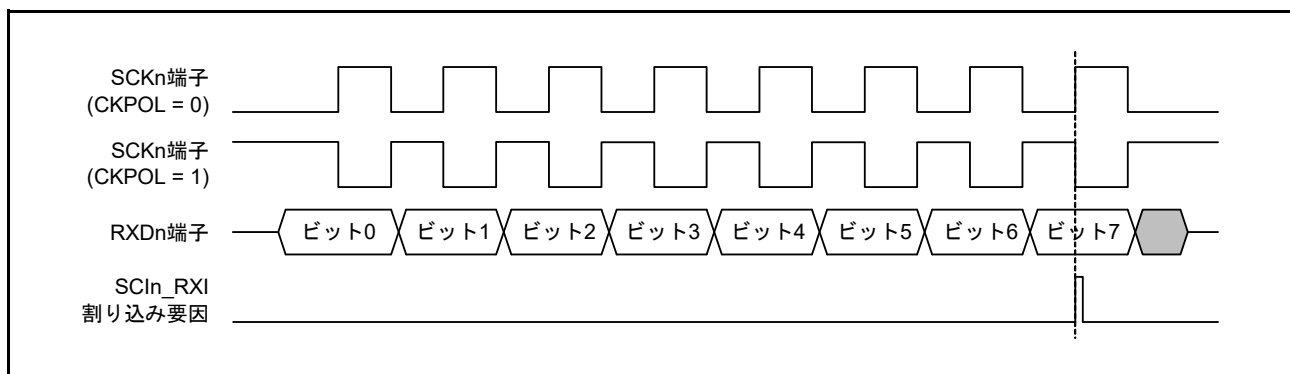 SCKn端子
(CKPOL = 0)
SCKn端子
(CKPOL = 1)
RXDn端子
ビット0 ビット1 ビット2 ビット3 ビット4 ビット5 ビット6 ビット7
SCIn_RXI
割り込み要因